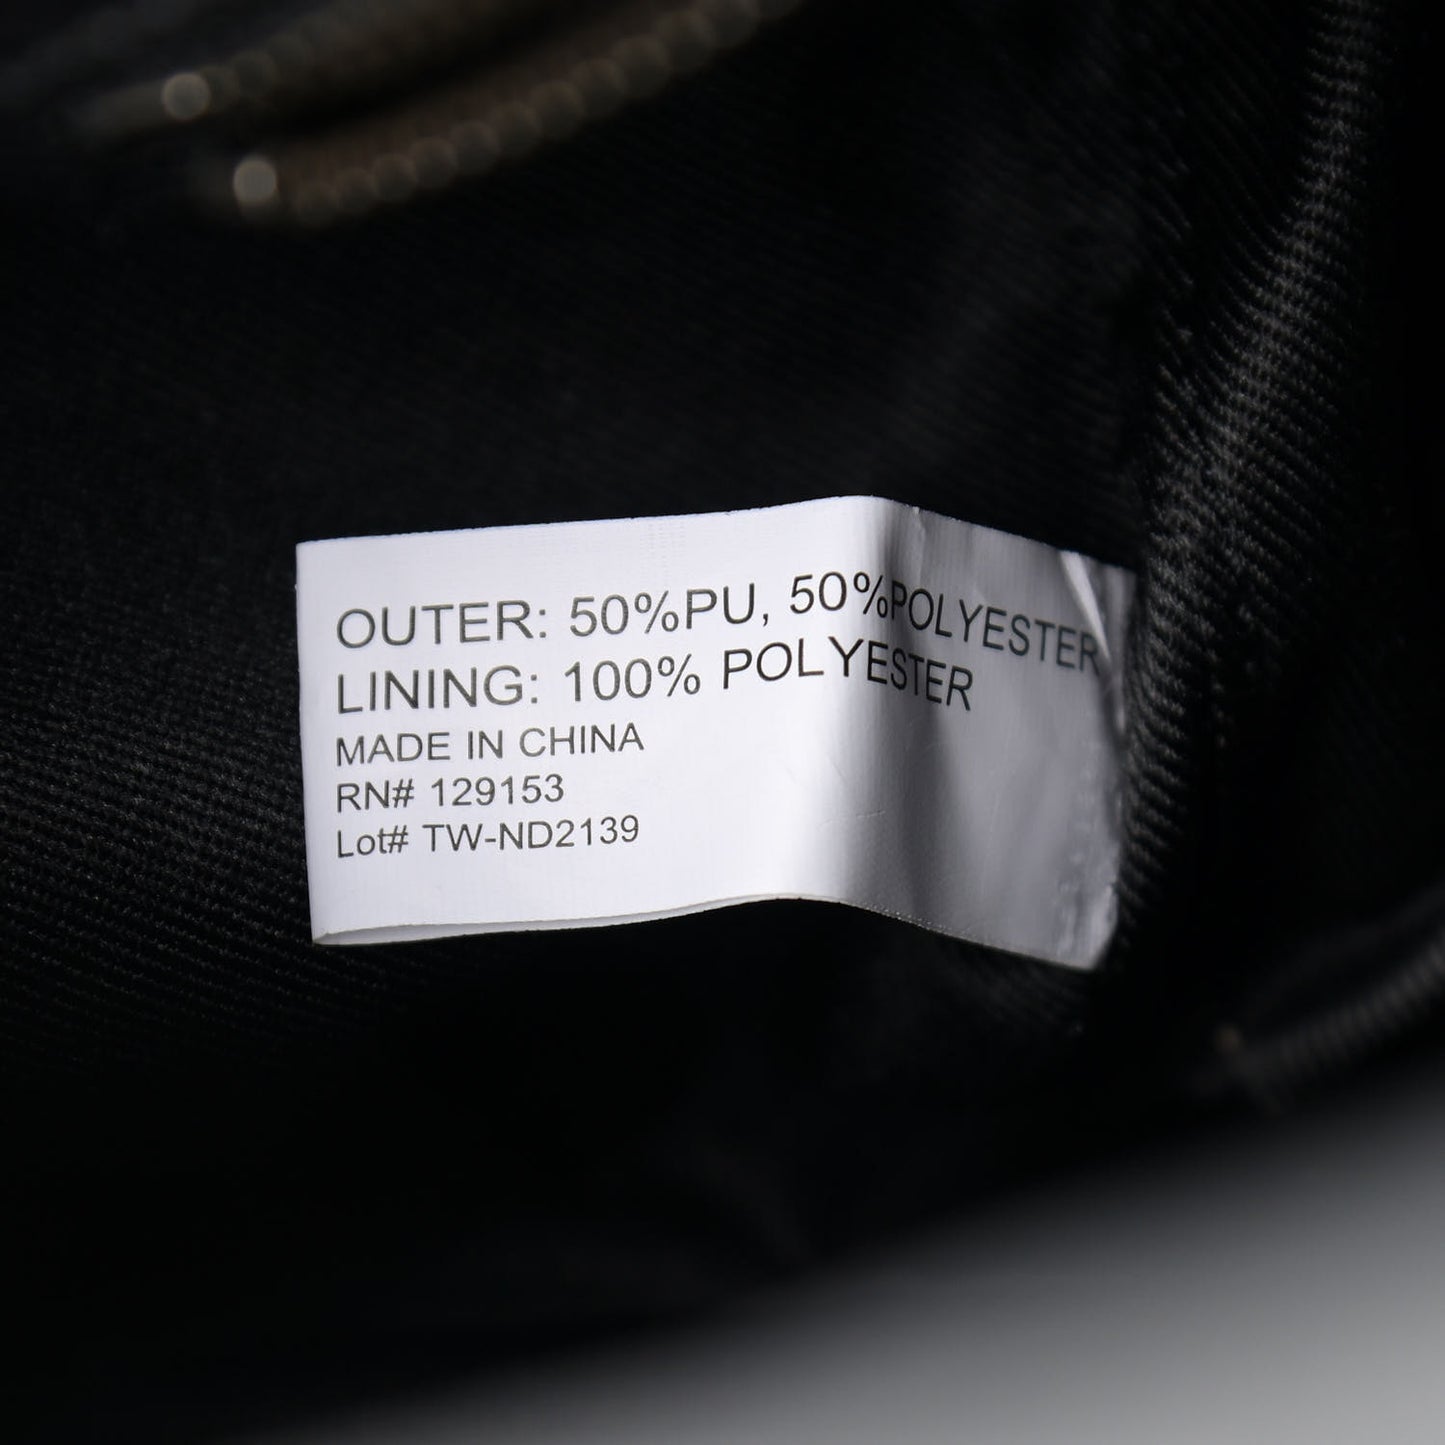 OUTER: 50%PU, 50%POLYESTER
LINING: 100% POLYESTER
MADE IN CHINA
RN# 129153
Lot# TW-ND2139